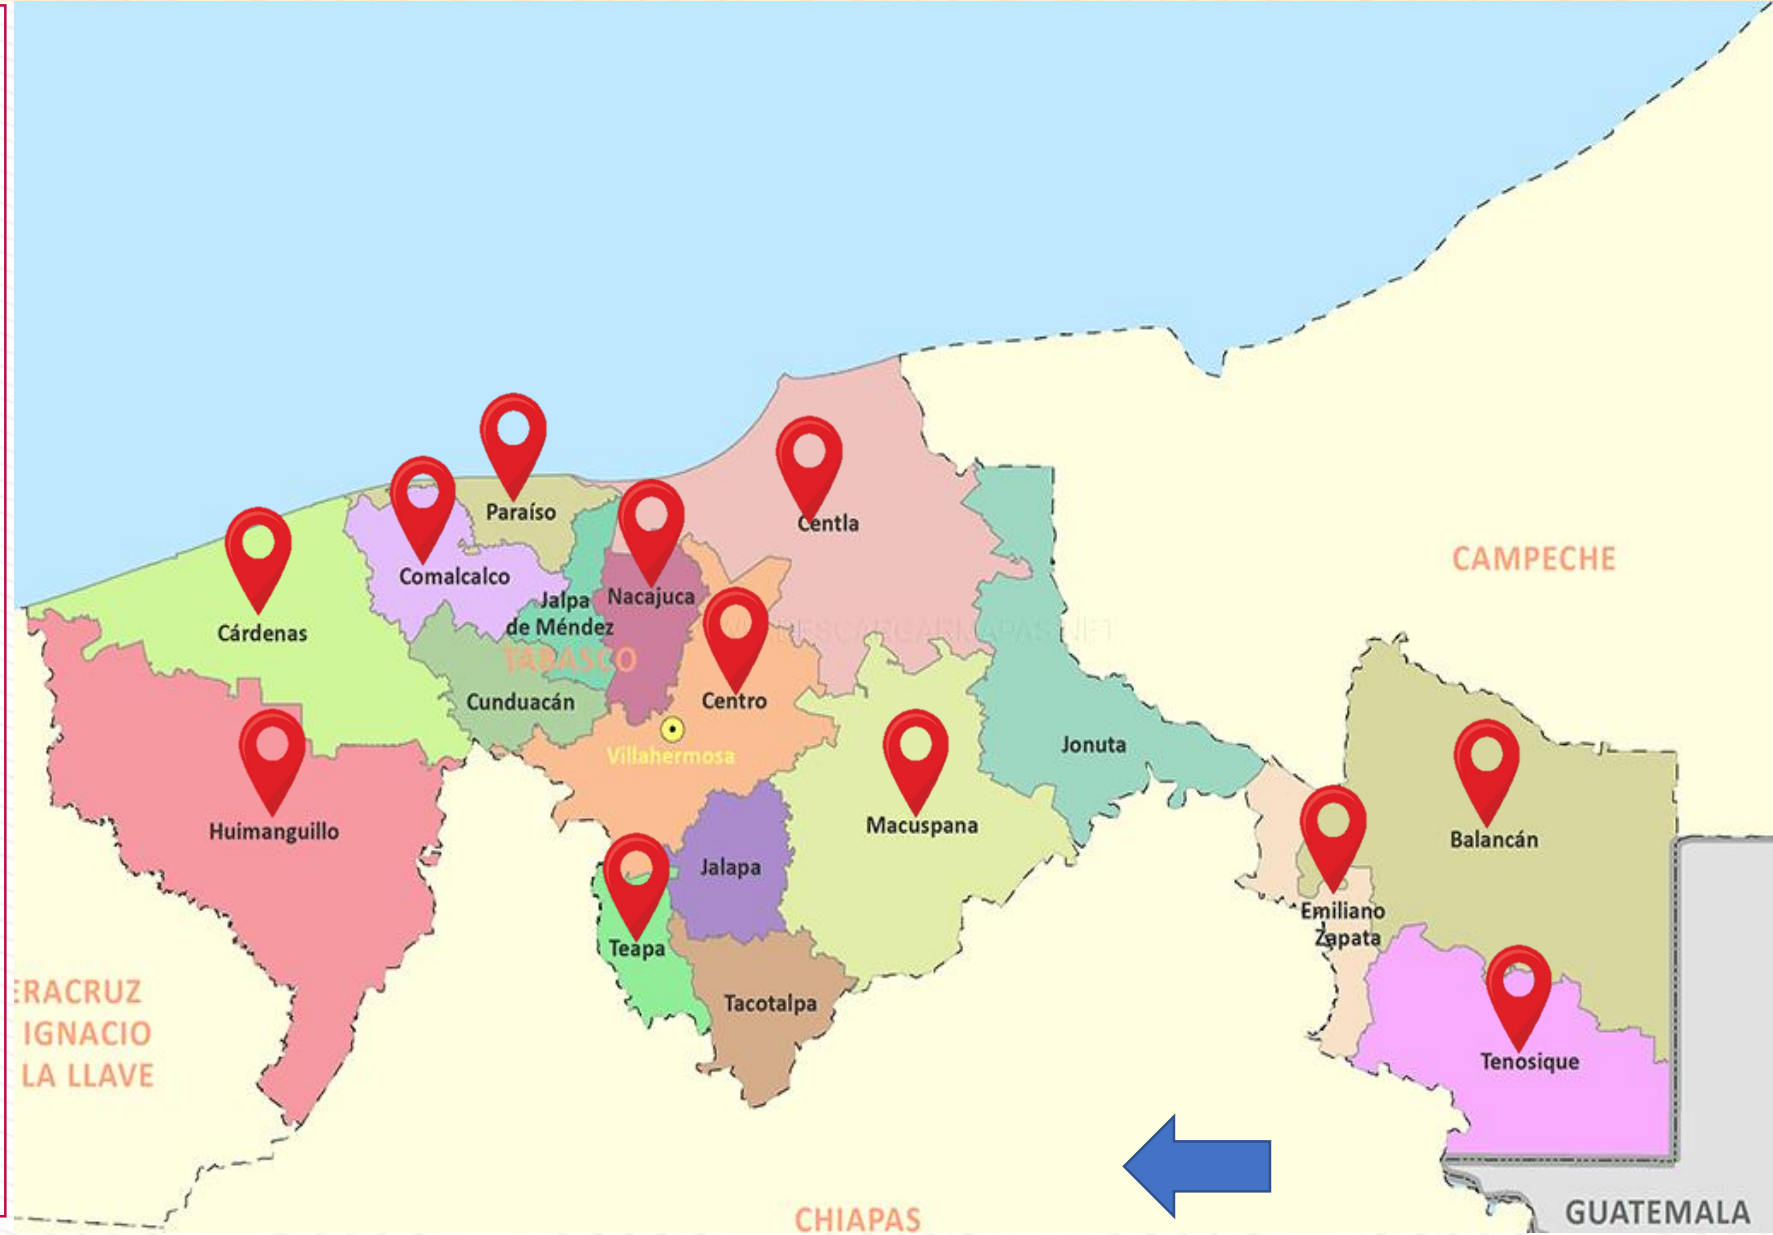 Paraíso
Centla
Comalcalco
Nacajuca
Jalpa
de Méndez
Cárdenas
TABASCO
Cunduacán
Centro
Villahermosa
CAMPECHE
Jonuta
Huimanguillo
Macuspana
Balancán
Jalapa
Emiliano
Zapata
Teapa
Tacotalpa
Tenosique
ERACRUZ
IGNACIO
LA LLAVE
CHIAPAS
GUATEMALA